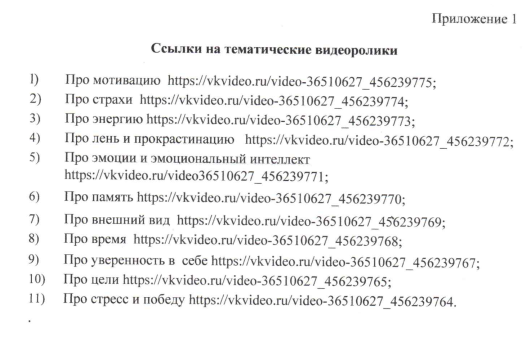 Приложение 1
Ссылки на тематические видеоролики
1) Про мотивацию https://vkvideo.ru/video-36510627_456239775;
2) Про страхи https://vkvideo.ru/video-36510627_456239774;
3) Про энергию https://vkvideo.ru/video-36510627_456239773;
4) Про лень и прокрастинацию https://vkvideo.ru/video-36510627_456239772;
5) Про эмоции и эмоциональный интеллект
https://vkvideo.ru/video36510627_456239771;
6) Про память https://vkvideo.ru/video-36510627_456239770;
7) Про внешний вид https://vkvideo.ru/video-36510627_456239769;
8) Про время https://vkvideo.ru/video-36510627_456239768;
9) Про уверенность в себе https://vkvideo.ru/video-36510627_456239767;
10) Про цели https://vkvideo.ru/video-36510627_456239765;
11) Про стресс и победу https://vkvideo.ru/video-36510627_456239764.
.